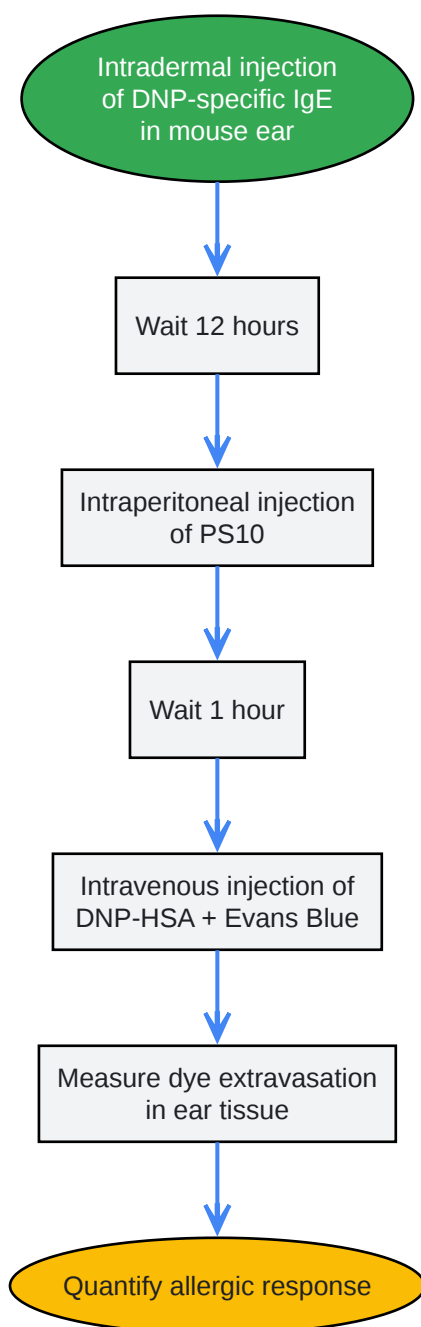 Intradermal injection
of DNP-specific IgE
in mouse ear
Wait 12 hours
Intraperitoneal injection
of PS10
Wait 1 hour
Intravenous injection of
DNP-HSA + Evans Blue
Measure dye extravasation
in ear tissue
Quantify allergic response